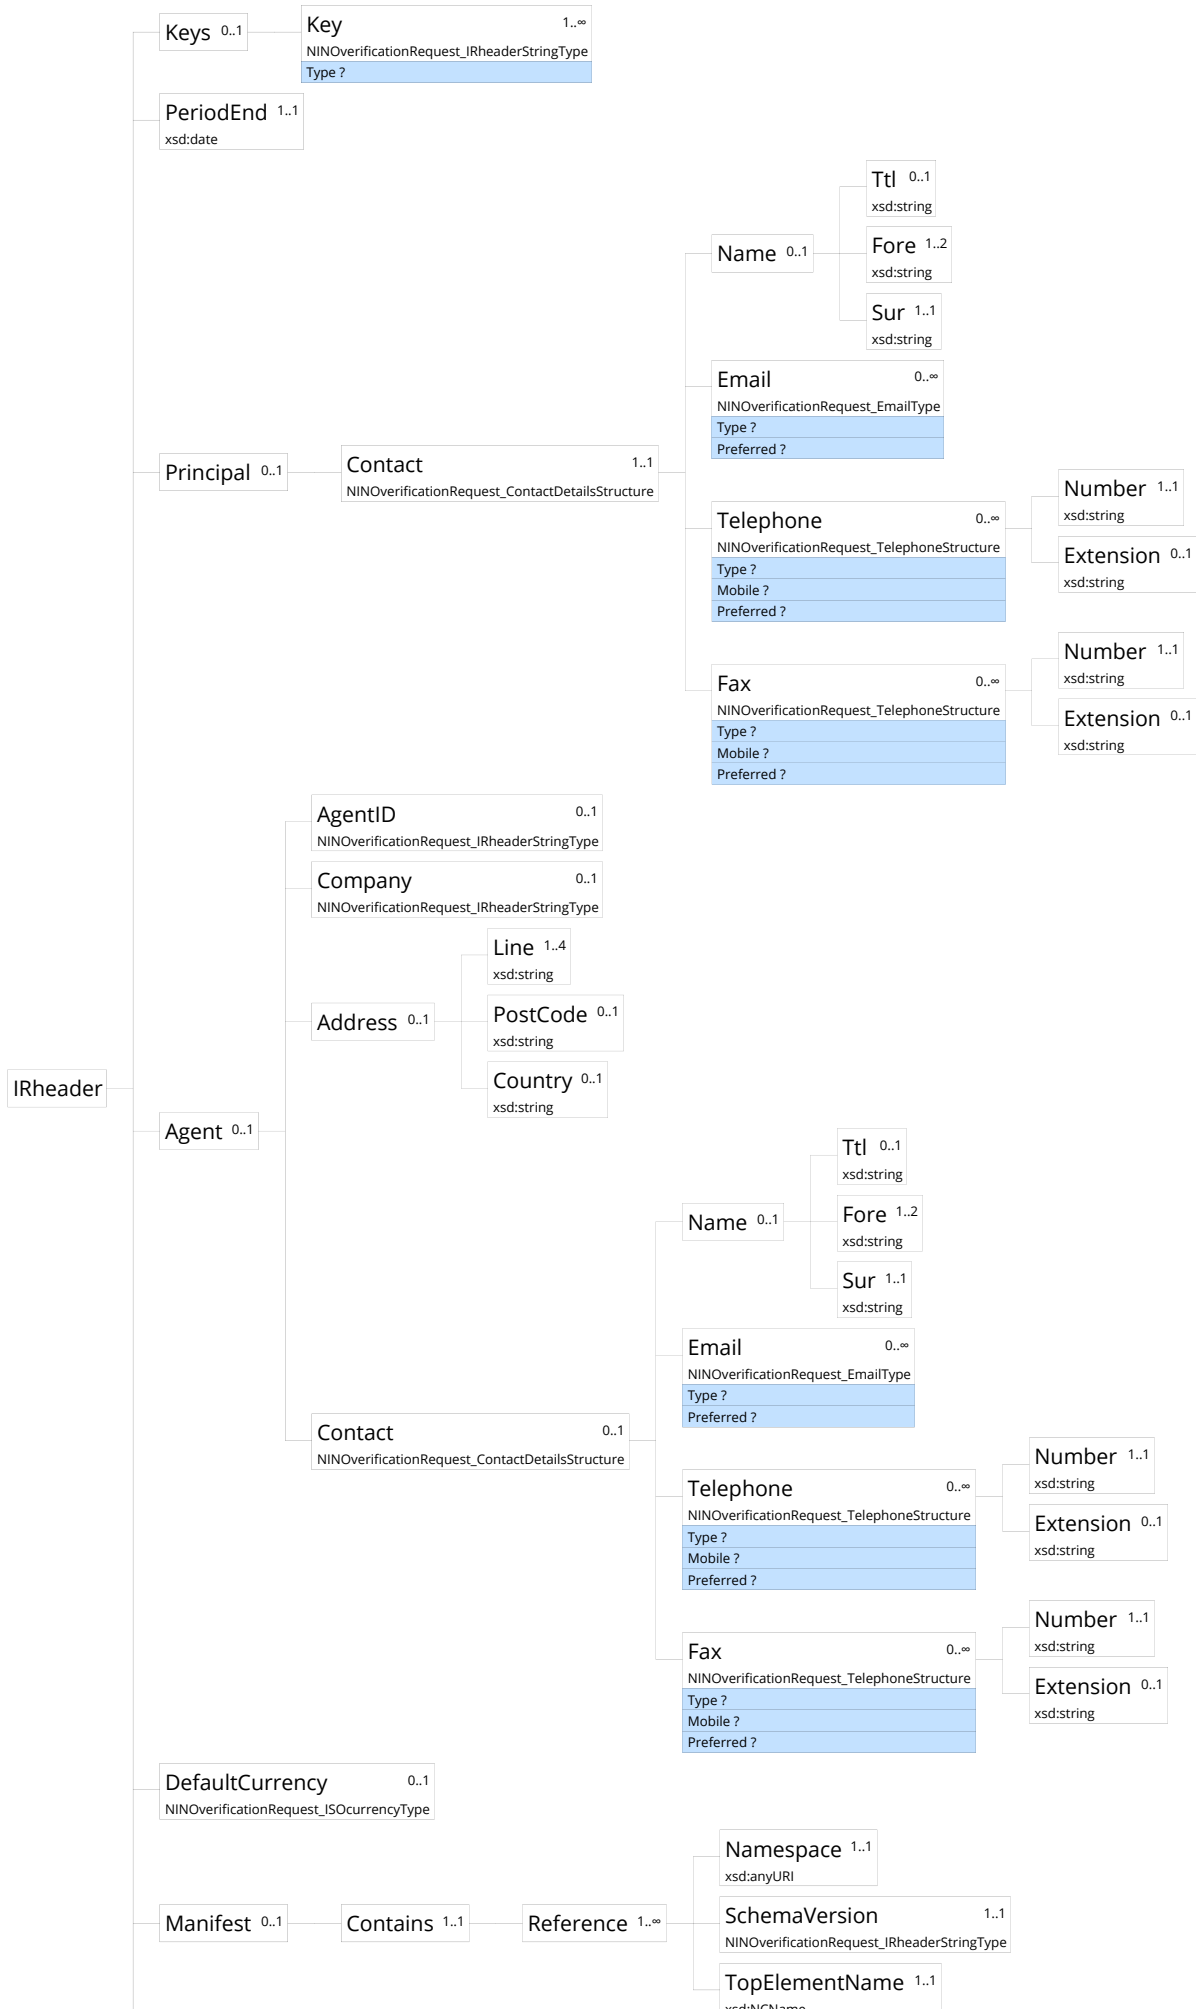 Keys 0..1
Key 1..∞
NINOverificationRequest_IRheaderStringType
Type ?
PeriodEnd 1..1
xsd:date
Ttl 0..1
xsd:string
Name 0..1
Fore 1..2
xsd:string
Sur 1..1
xsd:string
Email 0..∞
NINOverificationRequest_EmailType
Type ?
Preferred ?
Principal 0..1
Contact 1..1
NINOverificationRequest_ContactDetailsStructure
Telephone 0..∞
NINOverificationRequest_TelephoneStructure
Type ?
Mobile ?
Preferred ?
Number 1..1
xsd:string
Extension 0..1
xsd:string
Fax 0..∞
NINOverificationRequest_TelephoneStructure
Type ?
Mobile ?
Preferred ?
Number 1..1
xsd:string
Extension 0..1
xsd:string
AgentID 0..1
NINOverificationRequest_IRheaderStringType
Company 0..1
NINOverificationRequest_IRheaderStringType
Line 1..4
xsd:string
Address 0..1
PostCode 0..1
xsd:string
Country 0..1
xsd:string
IRheader
Agent 0..1
Ttl 0..1
xsd:string
Name 0..1
Fore 1..2
xsd:string
Sur 1..1
xsd:string
Email 0..∞
NINOverificationRequest_EmailType
Type ?
Preferred ?
Contact 0..1
NINOverificationRequest_ContactDetailsStructure
Telephone 0..∞
NINOverificationRequest_TelephoneStructure
Type ?
Mobile ?
Preferred ?
Number 1..1
xsd:string
Extension 0..1
xsd:string
Fax 0..∞
NINOverificationRequest_TelephoneStructure
Type ?
Mobile ?
Preferred ?
Number 1..1
xsd:string
Extension 0..1
xsd:string
DefaultCurrency 0..1
NINOverificationRequest_ISOcurrencyType
Namespace 1..1
xsd:anyURI
Manifest 0..1
Contains 1..1
Reference 1..∞
SchemaVersion 1..1
NINOverificationRequest_IRheaderStringType
TopElementName 1..1
xsd:NCName